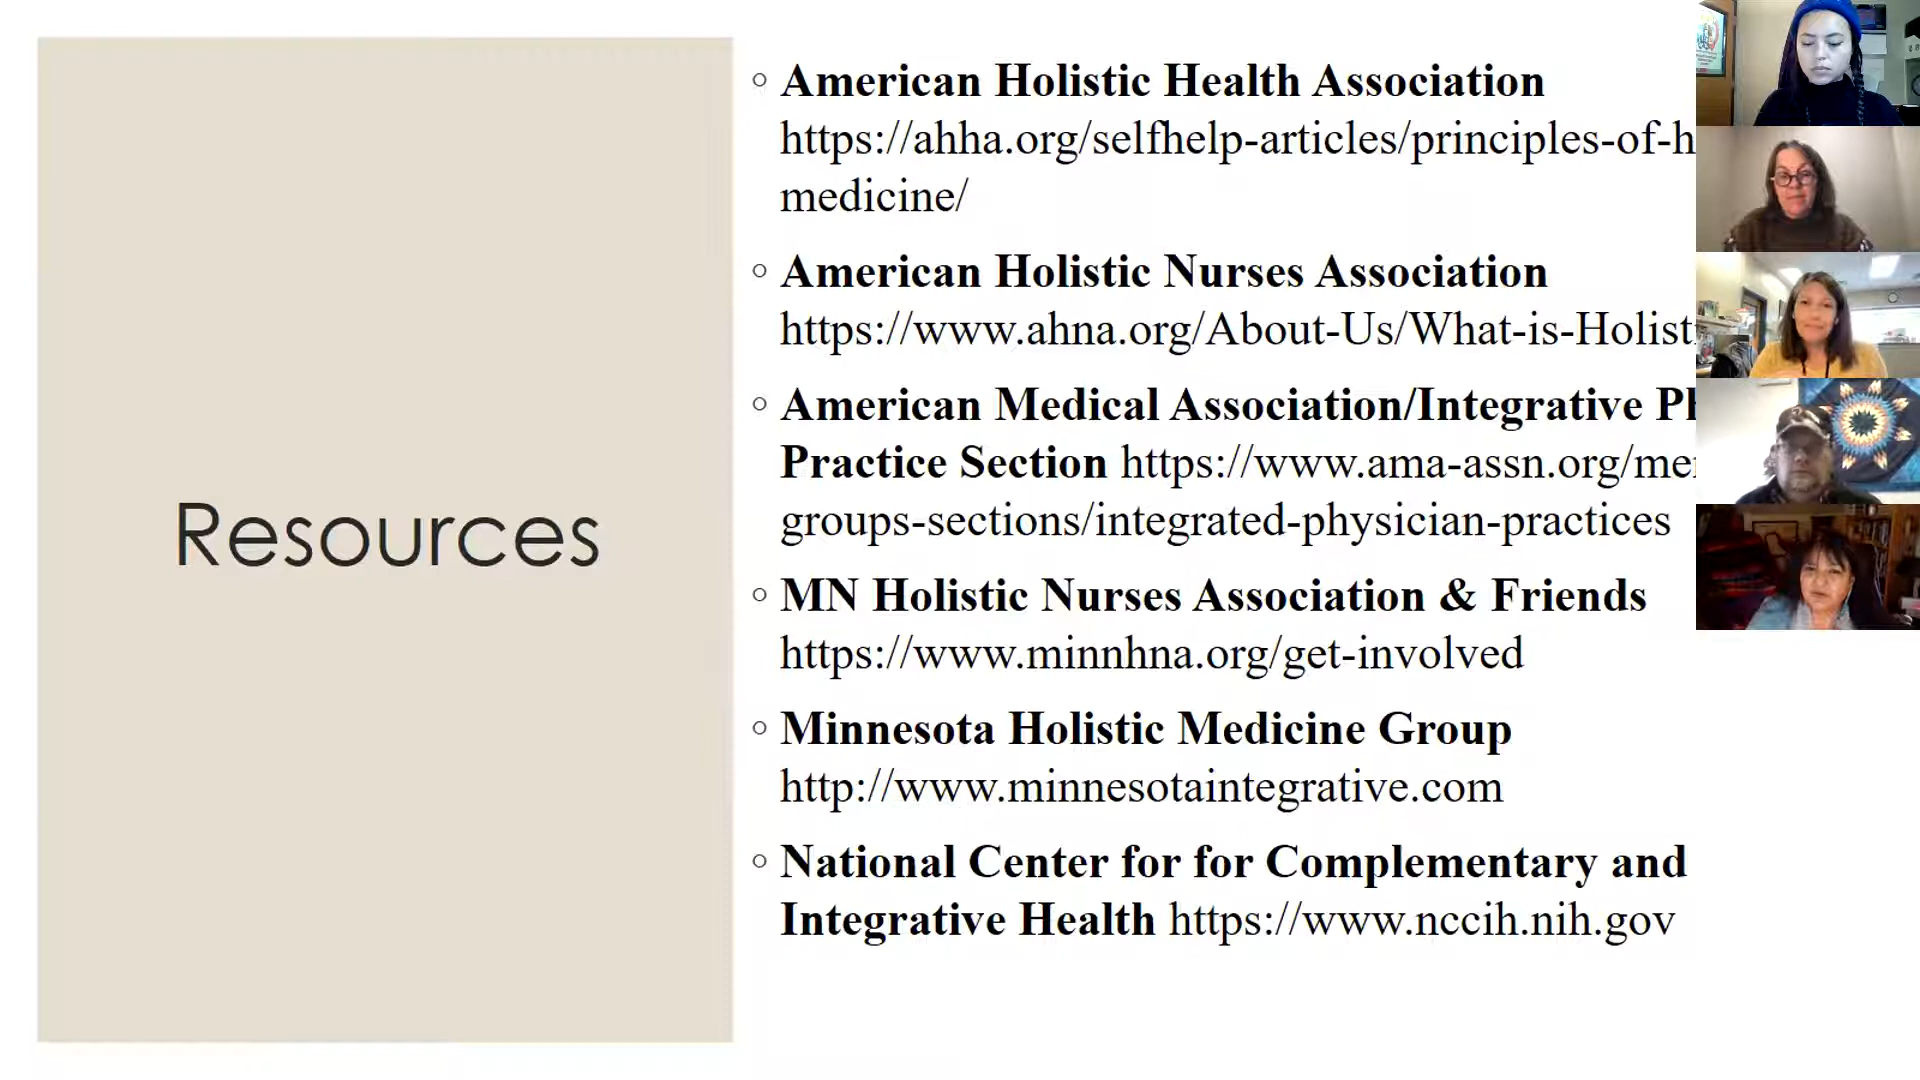 Resources
American Holistic Health Association
https://ahha.org/selfhelp-articles/principles-of-h
medicine/
American Holistic Nurses Association
https://www.ahna.org/About-Us/What-is-Holist
American Medical Association/Integrative
Practice Section https://www.ama-assn.org/me
groups-sections/integrated-physician-practices
MN Holistic Nurses Association & Friends
https://www.minnhna.org/get-involved
Minnesota Holistic Medicine Group
http://www.minnesotaintegrative.com
National Center for for Complementary and
Integrative Health https://www.nccih.nih.gov